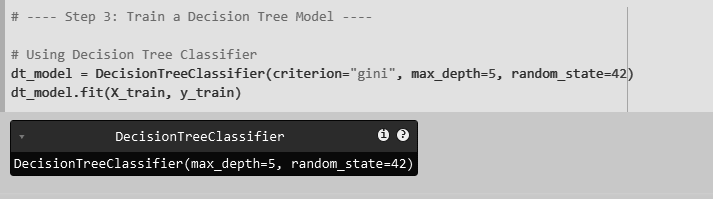 # ---- Step 3: Train a Decision Tree Model ----
# Using Decision Tree Classifier
dt_model = DecisionTreeClassifier(criterion="gini", max_depth=5, random_state=42)
dt_model.fit(X_train, y_train)
DecisionTreeClassifier i ?
DecisionTreeClassifier(max_depth=5, random_state=42)